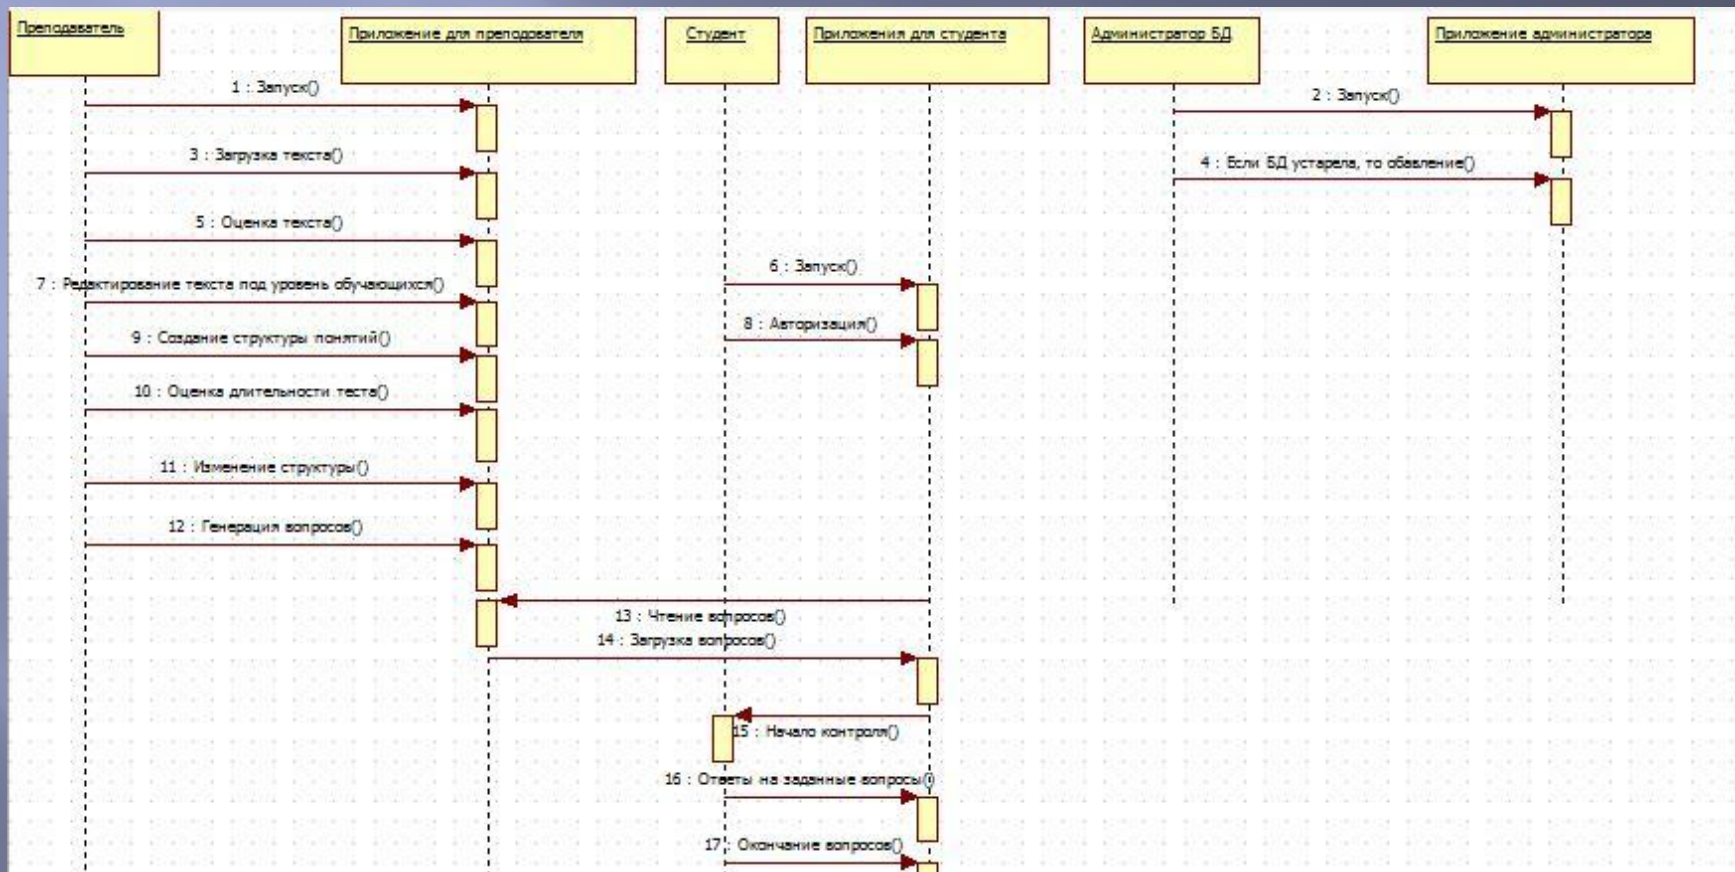 Преподаватель
Приложение для преподователя
Студент
Приложения для студента
Администратор БД
Приложение администратора
1 : Запуск()
2 : Запуск()
3 : Загрузка текста()
4 : Если БД устарела, то обавление()
5 : Оценка текста()
6 : Запуск()
7 : Редактирование текста под уровень обучающихся()
8 : Авторизация()
9 : Создание структуры понятий()
10 : Оценка длительности теста()
11 : Изменение структуры()
12 : Генерация вопросов()
13 : Чтение вопросов()
14 : Загрузка вопросов()
15 : Начало контроля()
16 : Ответы на заданные вопросы()
17 : Окончание вопросов()